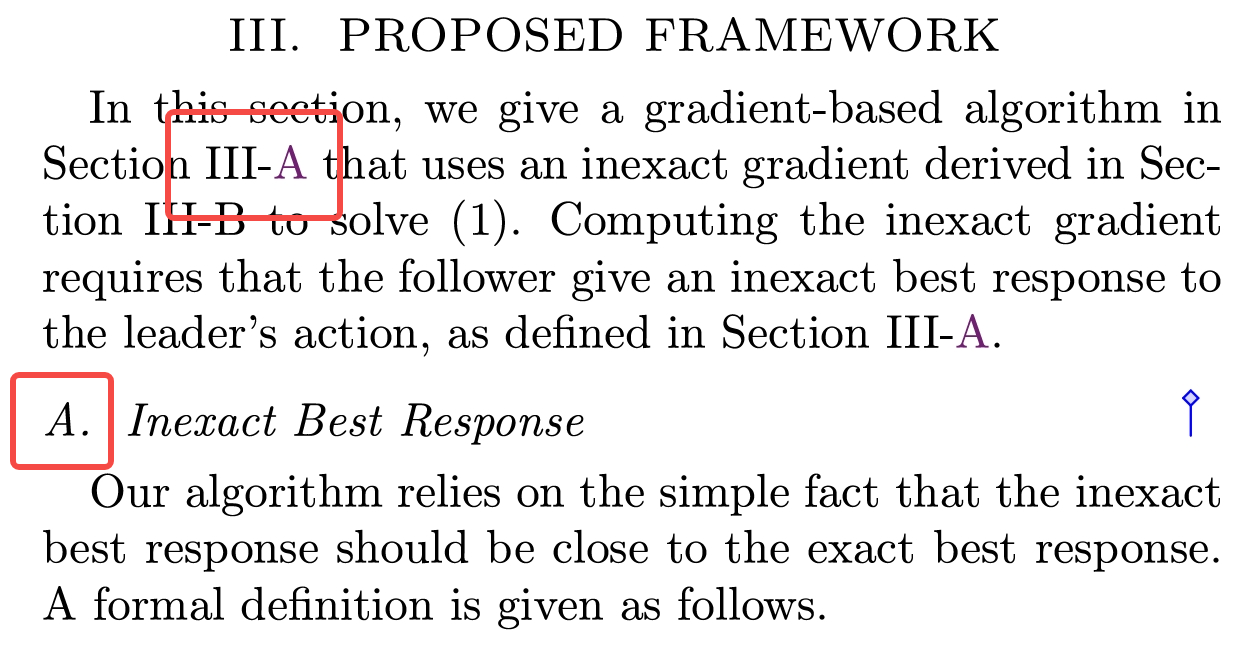 III. PROPOSED FRAMEWORK
In this section, we give a gradient-based algorithm in
Section III-A that uses an inexact gradient derived in Sec-
tion III-B to solve (1). Computing the inexact gradient
requires that the follower give an inexact best response to
the leader's action, as defined in Section III-A.
A. Inexact Best Response
Our algorithm relies on the simple fact that the inexact
best response should be close to the exact best response.
A formal definition is given as follows.